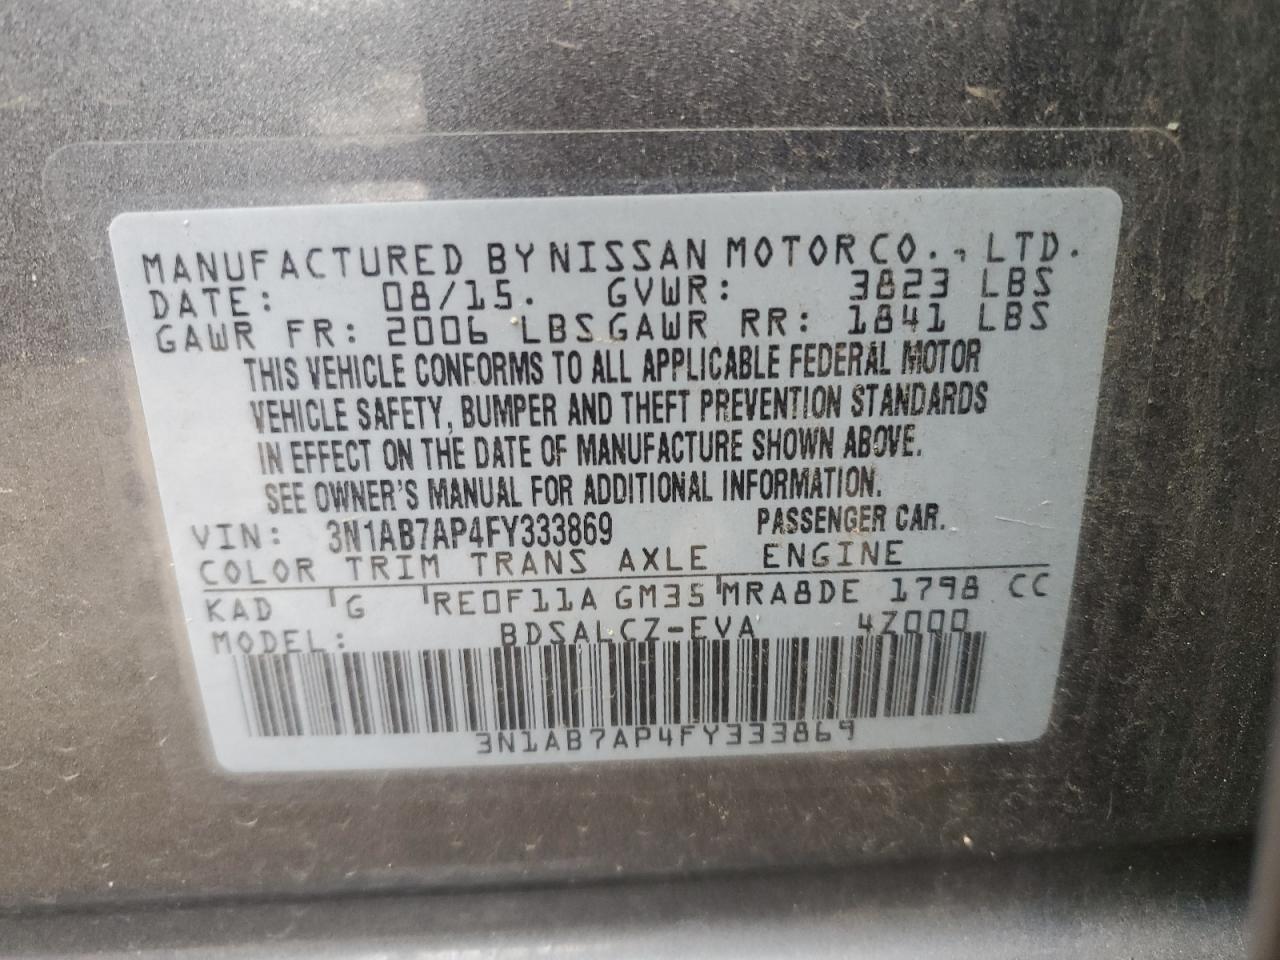 MANUFACTURED BY NISSAN MOTOR CO., LTD.
DATE: 08/15. GVWR: 3823 LBS
GAWR FR: 2006 LBS GAWR RR: 1841 LBS
THIS VEHICLE CONFORMS TO ALL APPLICABLE FEDERAL MOTOR
VEHICLE SAFETY, BUMPER AND THEFT PREVENTION STANDARDS
IN EFFECT ON THE DATE OF MANUFACTURE SHOWN ABOVE.
SEE OWNER'S MANUAL FOR ADDITIONAL INFORMATION.
VIN: 3N1AB7AP4FY333869 PASSENGER CAR.
COLOR TRIM TRANS AXLE ENGINE
KAD G RE0F11A GM35 MRA8DE 1798 CC
MODEL: BDSALCZ-EVA 4Z000
3N1AB7AP4FY333869